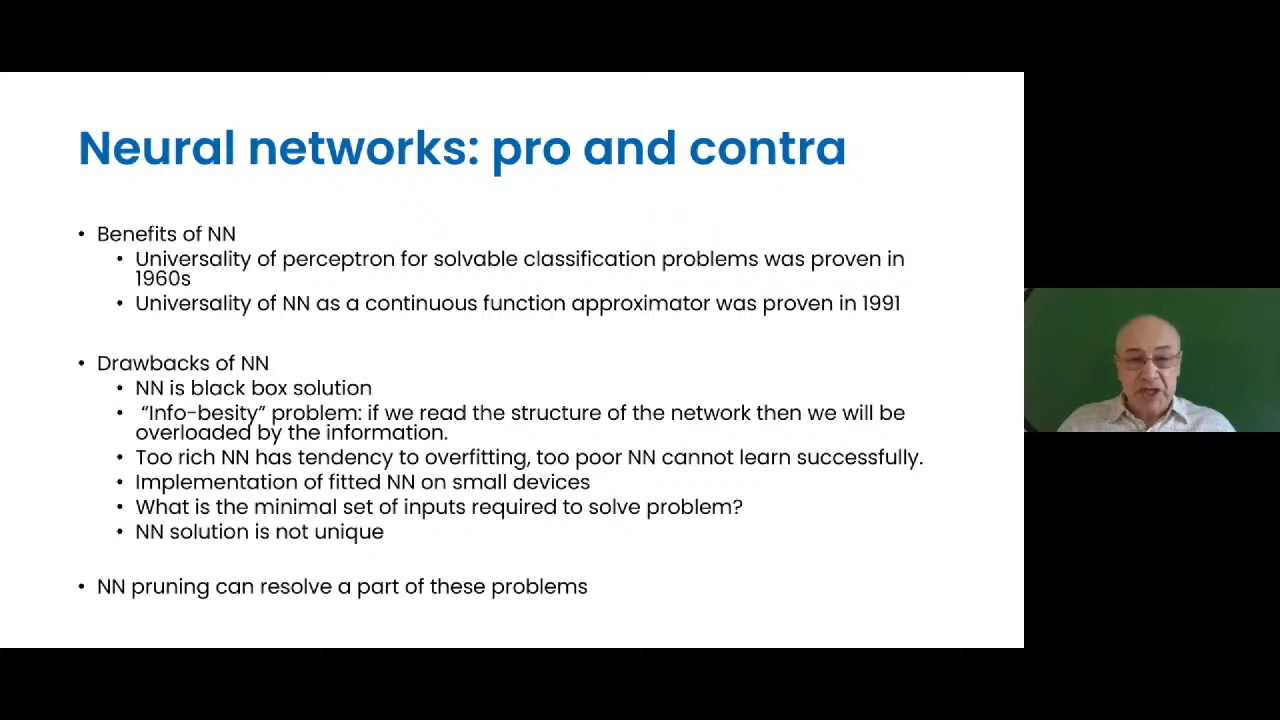 Neural networks: pro and contra
• Benefits of NN
• Universality of perceptron for solvable classification problems was proven in
1960s
• Universality of NN as a continuous function approximator was proven in 1991
• Drawbacks of NN
• NN is black box solution
• “Info-besity” problem: if we read the structure of the network then we will be
overloaded by the information.
• Too rich NN has tendency to overfitting, too poor NN cannot learn successfully.
• Implementation of fitted NN on small devices
• What is the minimal set of inputs required to solve problem?
• NN solution is not unique
• NN pruning can resolve a part of these problems